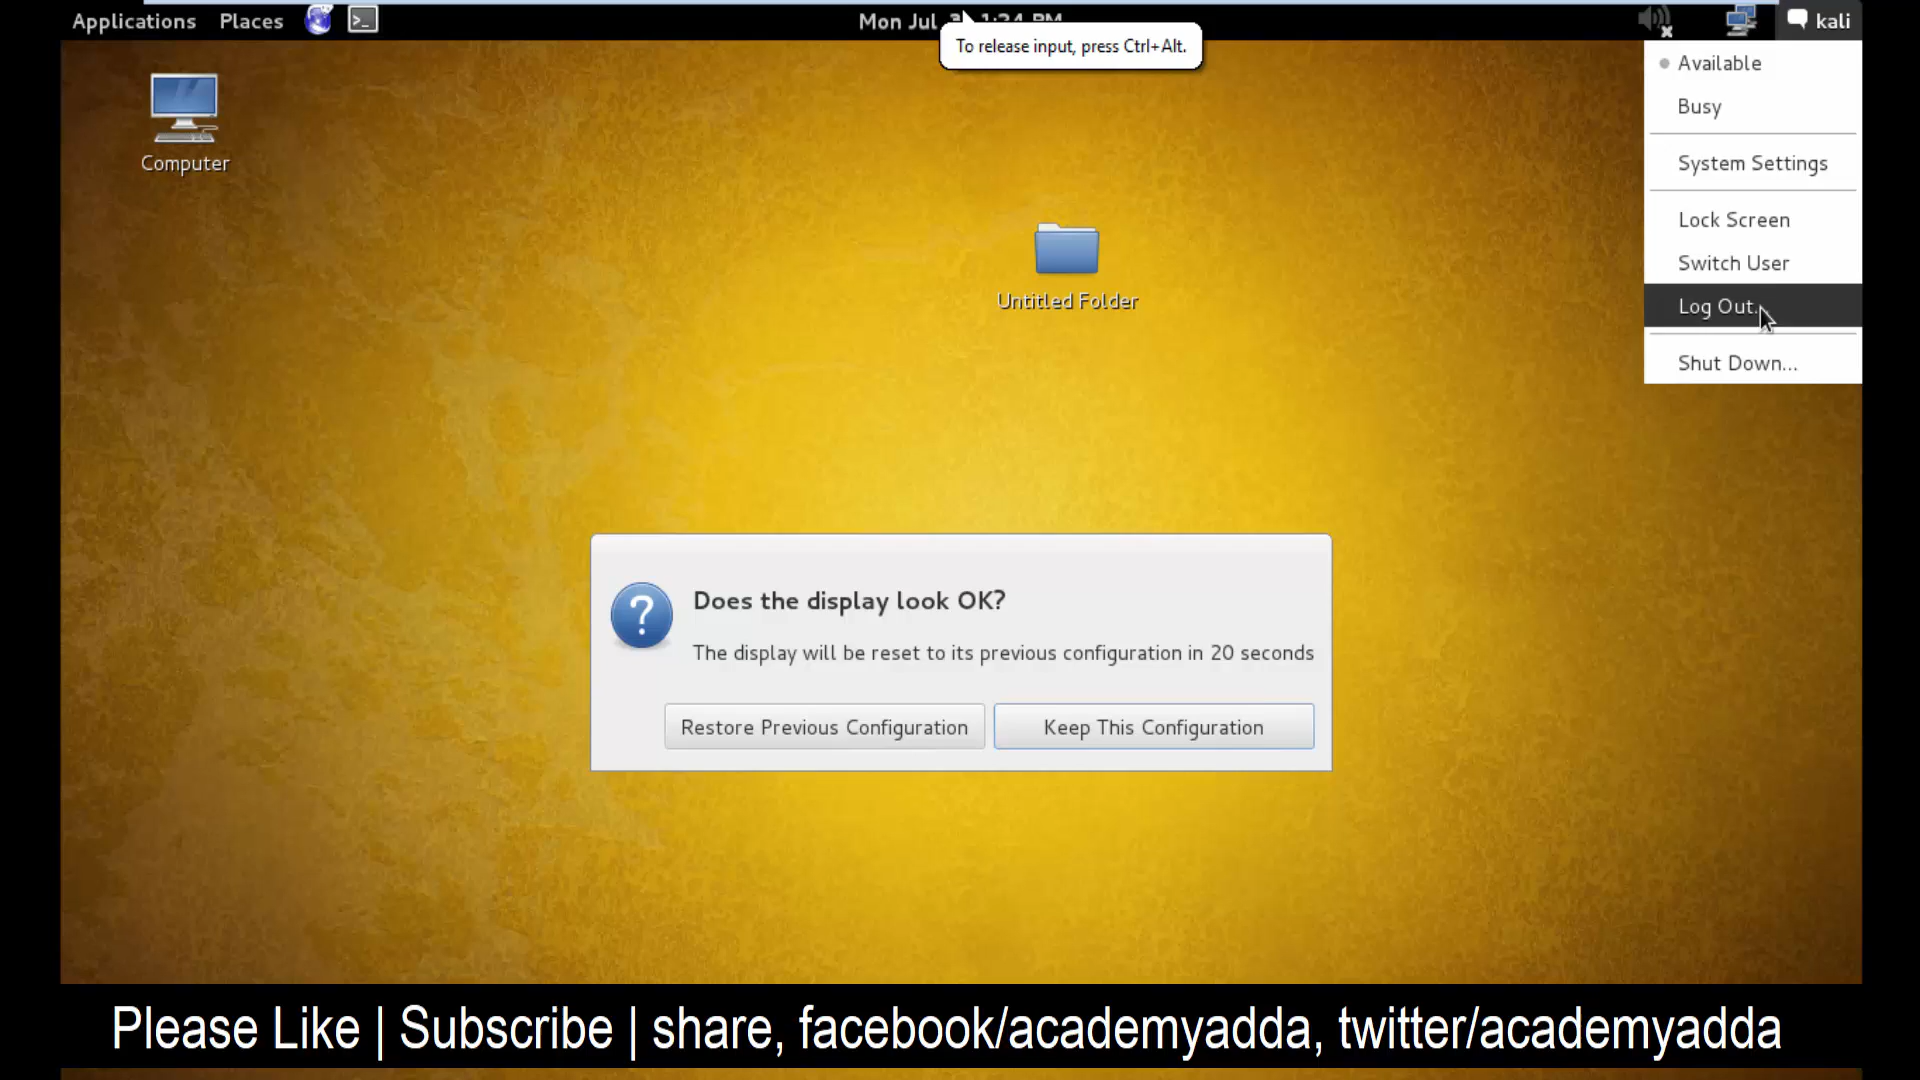 Applications Places
Mon Jul 1:24 PM
kali
To release input, press Ctrl+Alt.
Available
Busy
System Settings
Lock Screen
Switch User
Log Out...
Shut Down...
Computer
Untitled Folder
Does the display look OK?
The display will be reset to its previous configuration in 20 seconds
Restore Previous Configuration
Keep This Configuration
Please Like | Subscribe | share, facebook/academyadda, twitter/academyadda